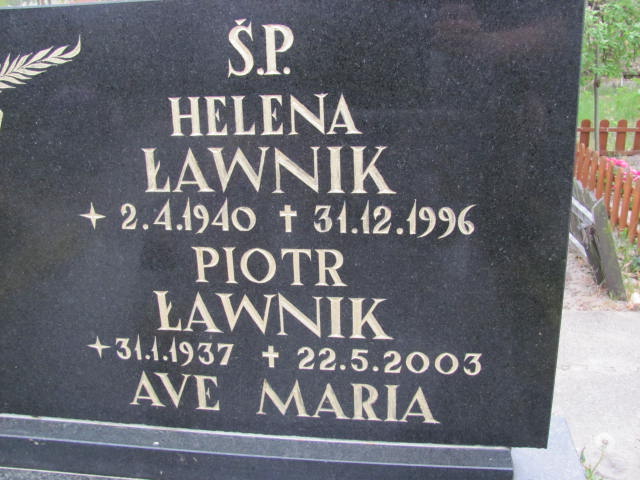 Ś.P.
HELENA
ŁAWNIK
✦ 2.4.1940 ✝ 31.12.1996
PIOTR
ŁAWNIK
✦ 31.1.1937 ✝ 22.5.2003
AVE MARIA